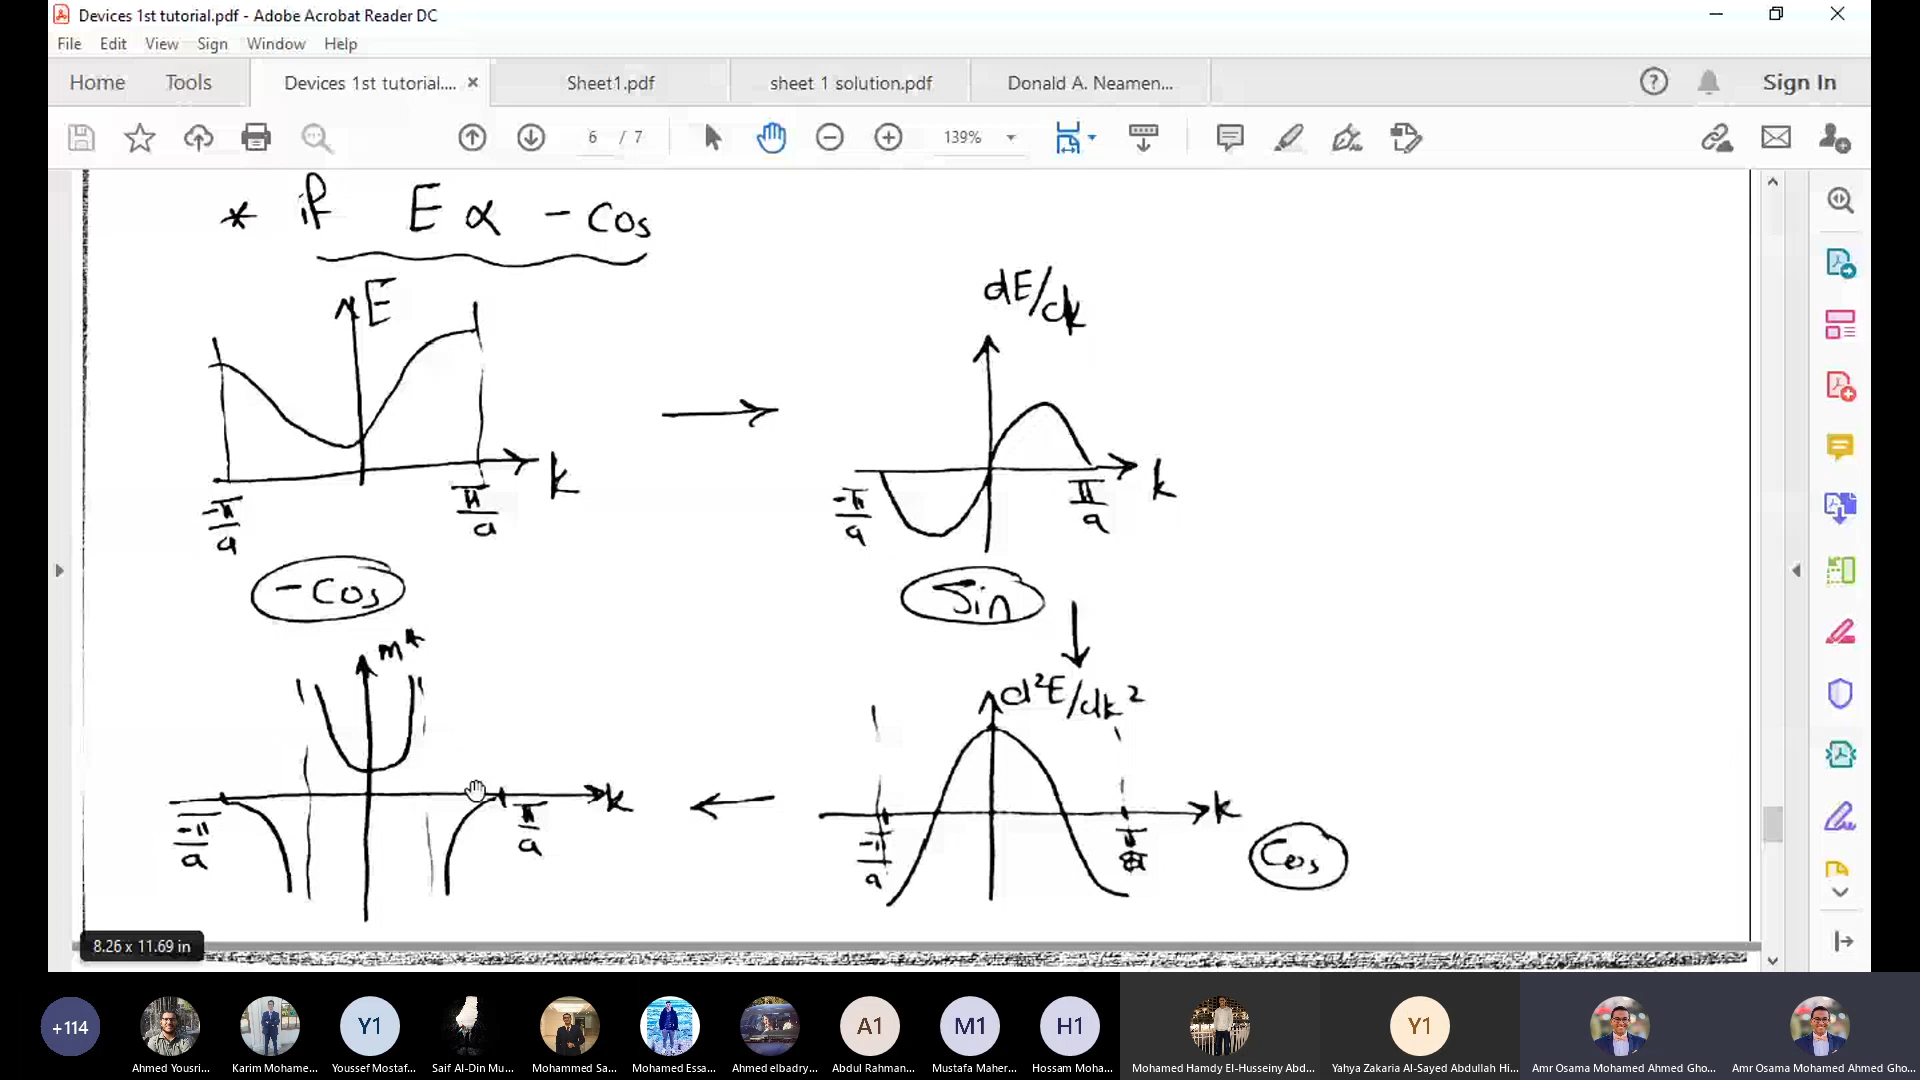 Devices 1st tutorial.pdf - Adobe Acrobat Reader DC
File Edit View Sign Window Help
Home Tools Devices 1st tutorial.... × Sheet1.pdf sheet 1 solution.pdf Donald A. Neamen... Sign In
6 / 7 139%
* if E α - Cos
E
dE/dk
k
k
-π/a
π/a
-π/a
π/a
- Cos
Sin
m*
d²E/dk²
k
k
-π/a
π/a
-π/a
π/a
Cos
8.26 x 11.69 in
+114 Y1 A1 M1 H1 Y1
Ahmed Yousri... Karim Mohame... Youssef Mostaf... Saif Al-Din Mu... Mohammed Sa... Mohamed Essa... Ahmed elbadry... Abdul Rahman... Mustafa Maher... Hossam Moha... Mohamed Hamdy El-Husseiny Abd... Yahya Zakaria Al-Sayed Abdullah Hi... Amr Osama Mohamed Ahmed Gho... Amr Osama Mohamed Ahmed Gho...